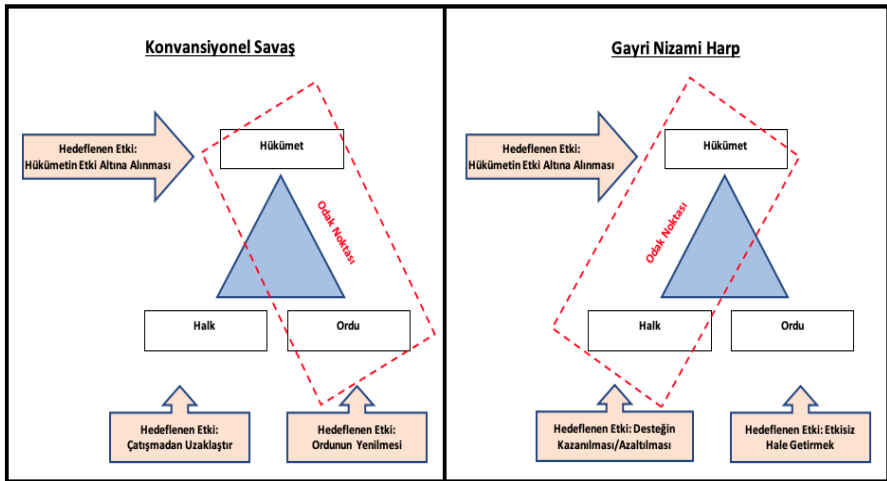 Konvansiyonel Savaş
Hedeflenen Etki:
Hükümetin Etki Altına Alınması
Hükümet
Odak Noktası
Halk
Ordu
Hedeflenen Etki:
Çatışmadan Uzaklaştır
Hedeflenen Etki:
Ordunun Yenilmesi
Gayri Nizami Harp
Hedeflenen Etki:
Hükümetin Etki Altına Alınması
Hükümet
Odak Noktası
Halk
Ordu
Hedeflenen Etki: Desteğin
Kazanılması/Azaltılması
Hedeflenen Etki: Etkisiz
Hale Getirmek